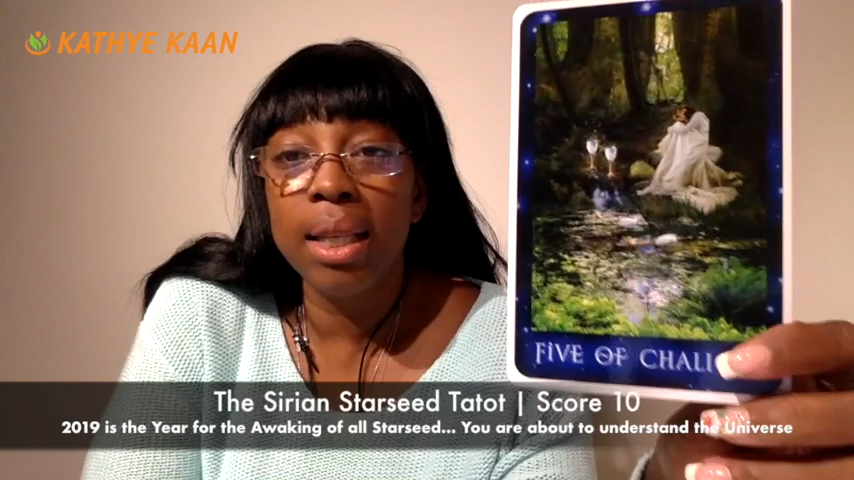 KATHYE KAAN
FIVE OF CHALIC
The Sirian Starseed Tatot | Score 10
2019 is the Year for the Awaking of all Starseed... You are about to understand the Universe